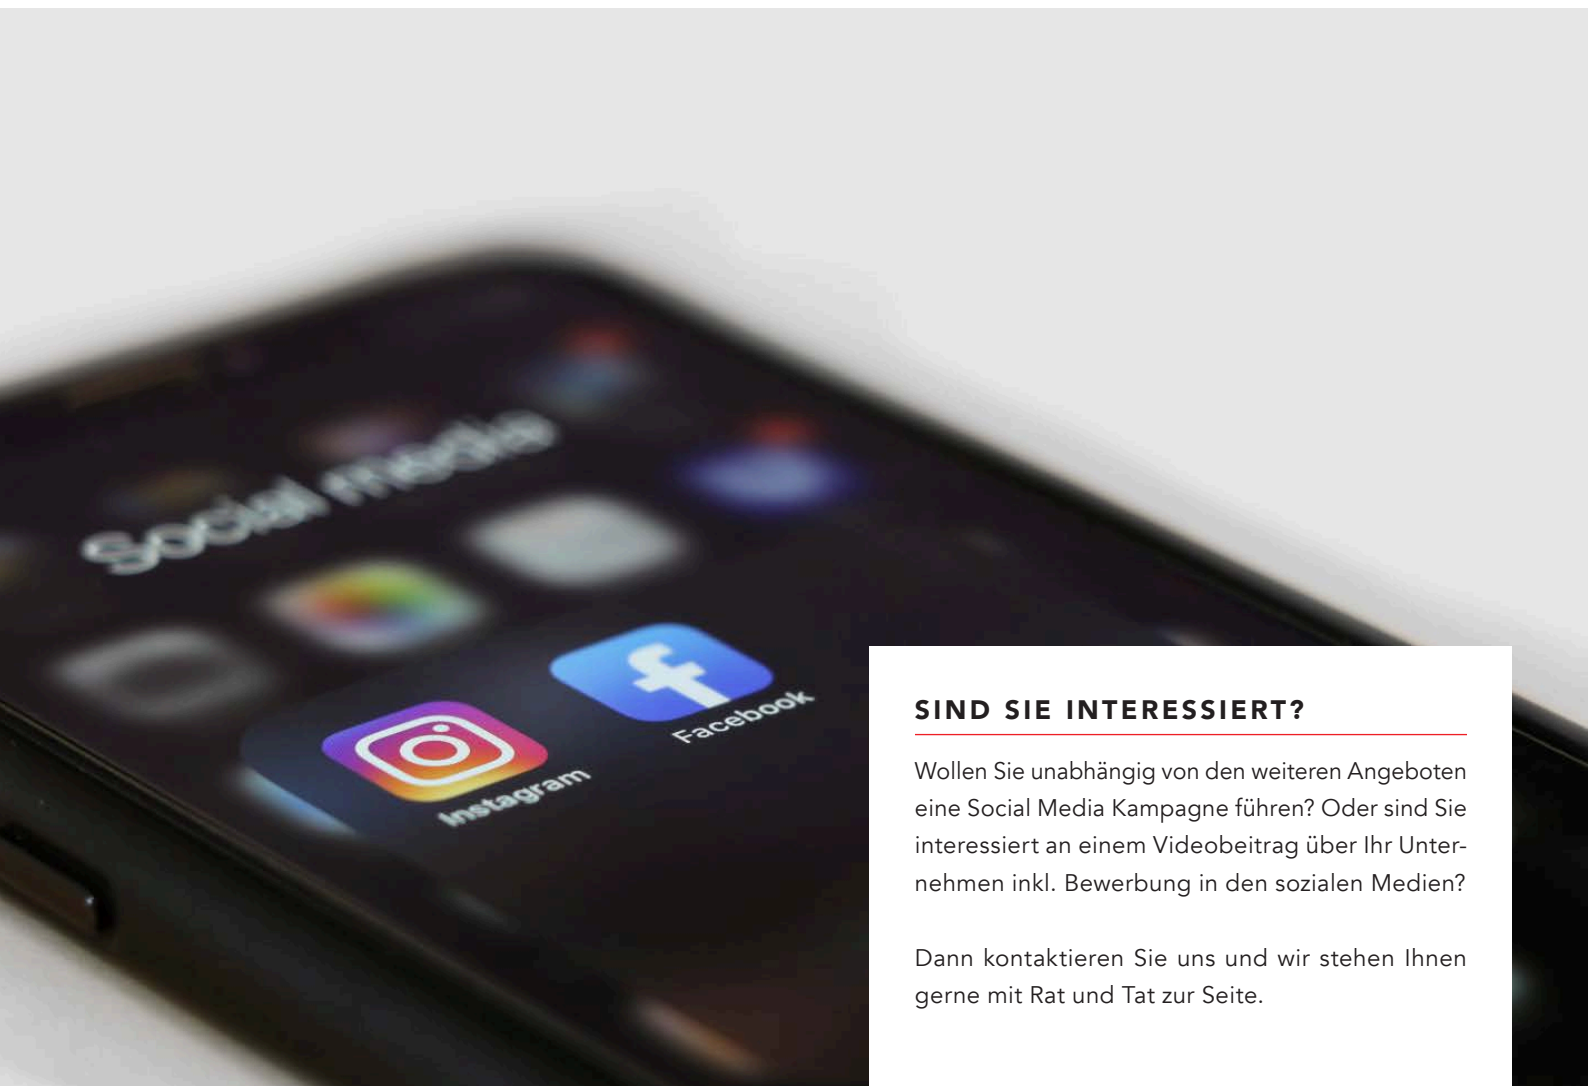 Social media
Instagram
Facebook
SIND SIE INTERESSIERT?
Wollen Sie unabhängig von den weiteren Angeboten
eine Social Media Kampagne führen? Oder sind Sie
interessiert an einem Videobeitrag über Ihr Unter-
nehmen inkl. Bewerbung in den sozialen Medien?
Dann kontaktieren Sie uns und wir stehen Ihnen
gerne mit Rat und Tat zur Seite.